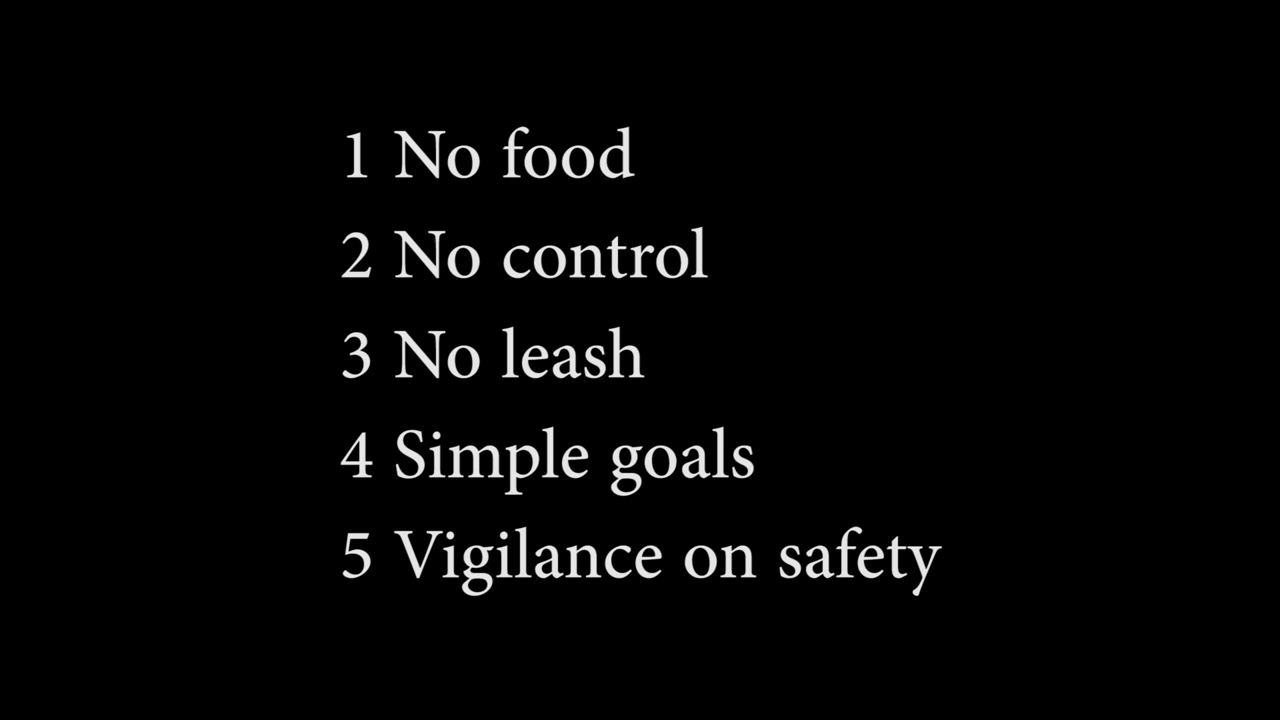 1 No food
2 No control
3 No leash
4 Simple goals
5 Vigilance on safety